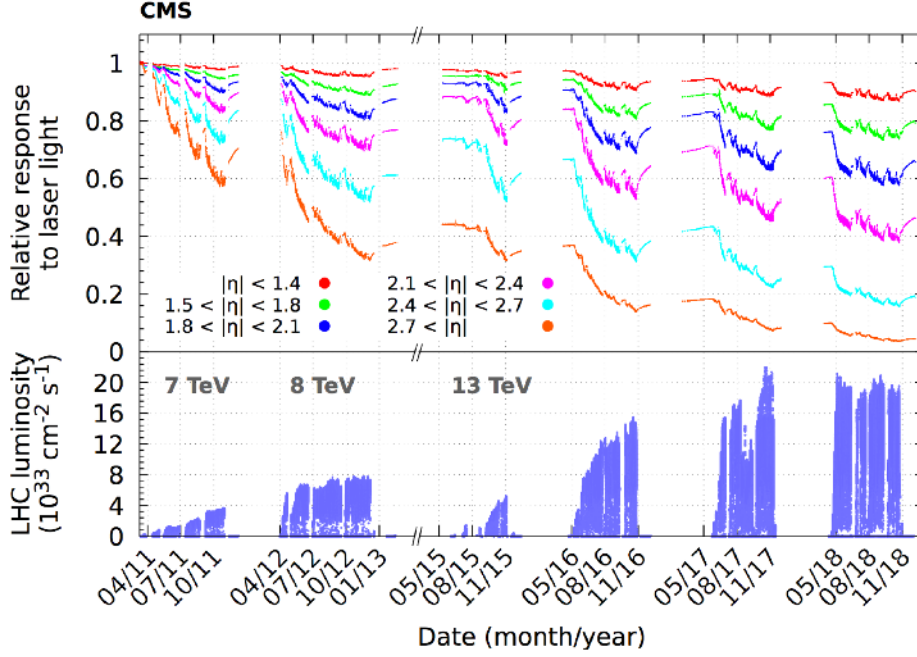 CMS
Relative response
to laser light
1
0.8
0.6
0.4
0.2
0
|η| < 1.4
1.5 < |η| < 1.8
1.8 < |η| < 2.1
2.1 < |η| < 2.4
2.4 < |η| < 2.7
2.7 < |η|
LHC luminosity
(10³³ cm⁻² s⁻¹)
20
16
12
8
4
0
7 TeV
8 TeV
13 TeV
04/11
07/11
10/11
04/12
07/12
10/12
01/13
05/15
08/15
11/15
05/16
08/16
11/16
05/17
08/17
11/17
05/18
08/18
11/18
Date (month/year)